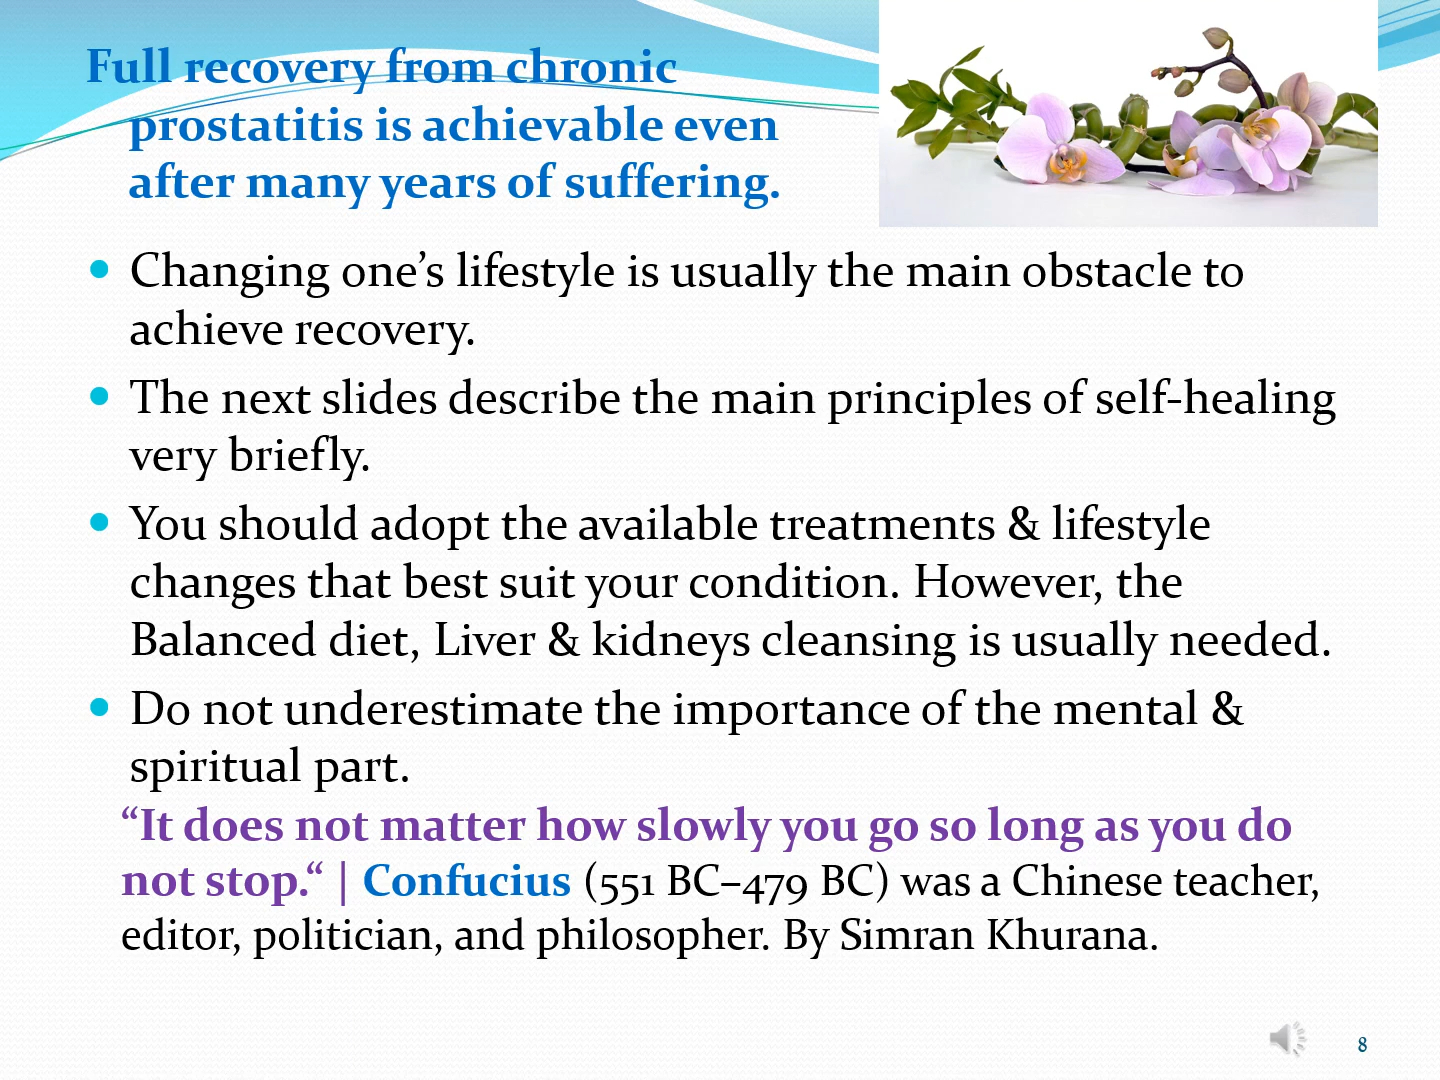 Full recovery from chronic
prostatitis is achievable even
after many years of suffering.
• Changing one’s lifestyle is usually the main obstacle to
achieve recovery.
• The next slides describe the main principles of self-healing
very briefly.
• You should adopt the available treatments & lifestyle
changes that best suit your condition. However, the
Balanced diet, Liver & kidneys cleansing is usually needed.
• Do not underestimate the importance of the mental &
spiritual part.
“It does not matter how slowly you go so long as you do
not stop.“ | Confucius (551 BC–479 BC) was a Chinese teacher,
editor, politician, and philosopher. By Simran Khurana.
8